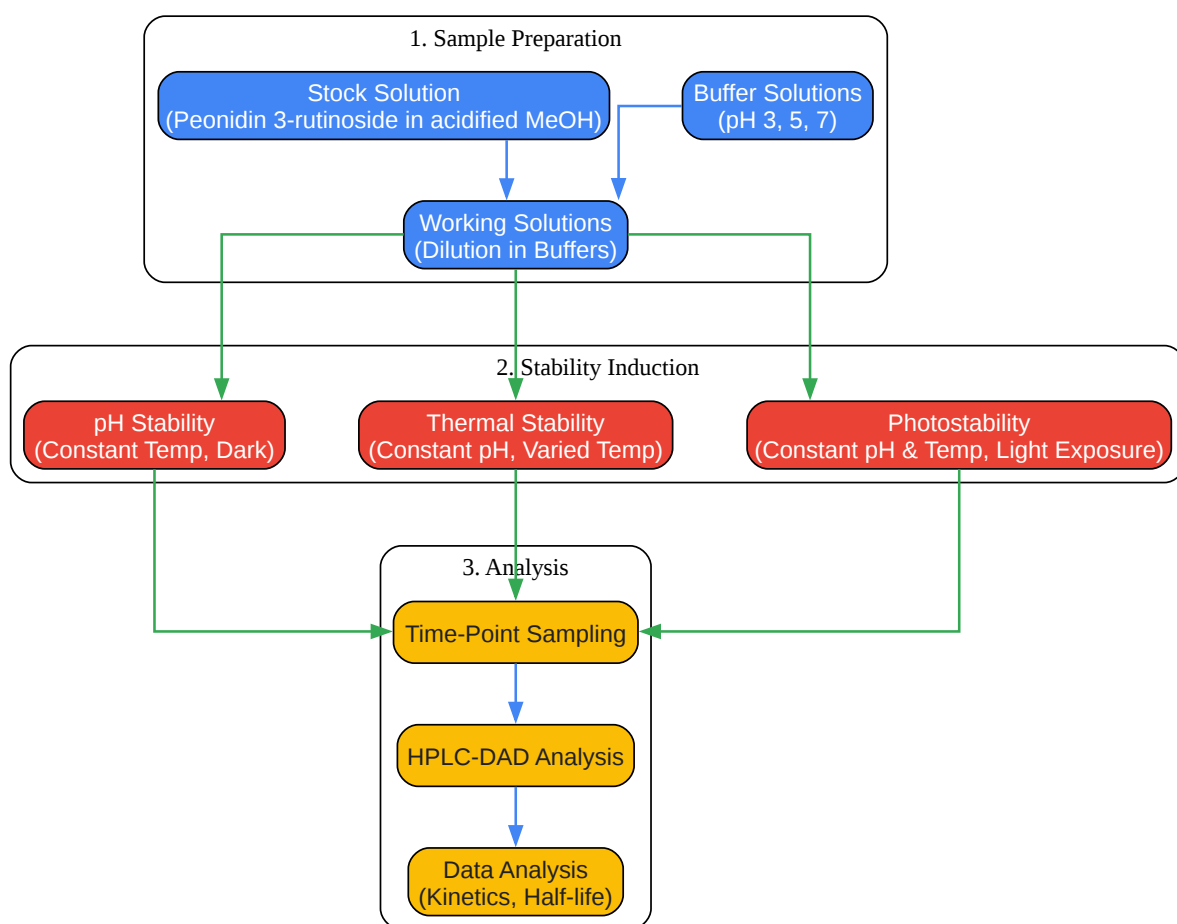 1. Sample Preparation
Stock Solution
(Peonidin 3-rutinoside in acidified MeOH)
Buffer Solutions
(pH 3, 5, 7)
Working Solutions
(Dilution in Buffers)
2. Stability Induction
pH Stability
(Constant Temp, Dark)
Thermal Stability
(Constant pH, Varied Temp)
Photostability
(Constant pH & Temp, Light Exposure)
3. Analysis
Time-Point Sampling
HPLC-DAD Analysis
Data Analysis
(Kinetics, Half-life)